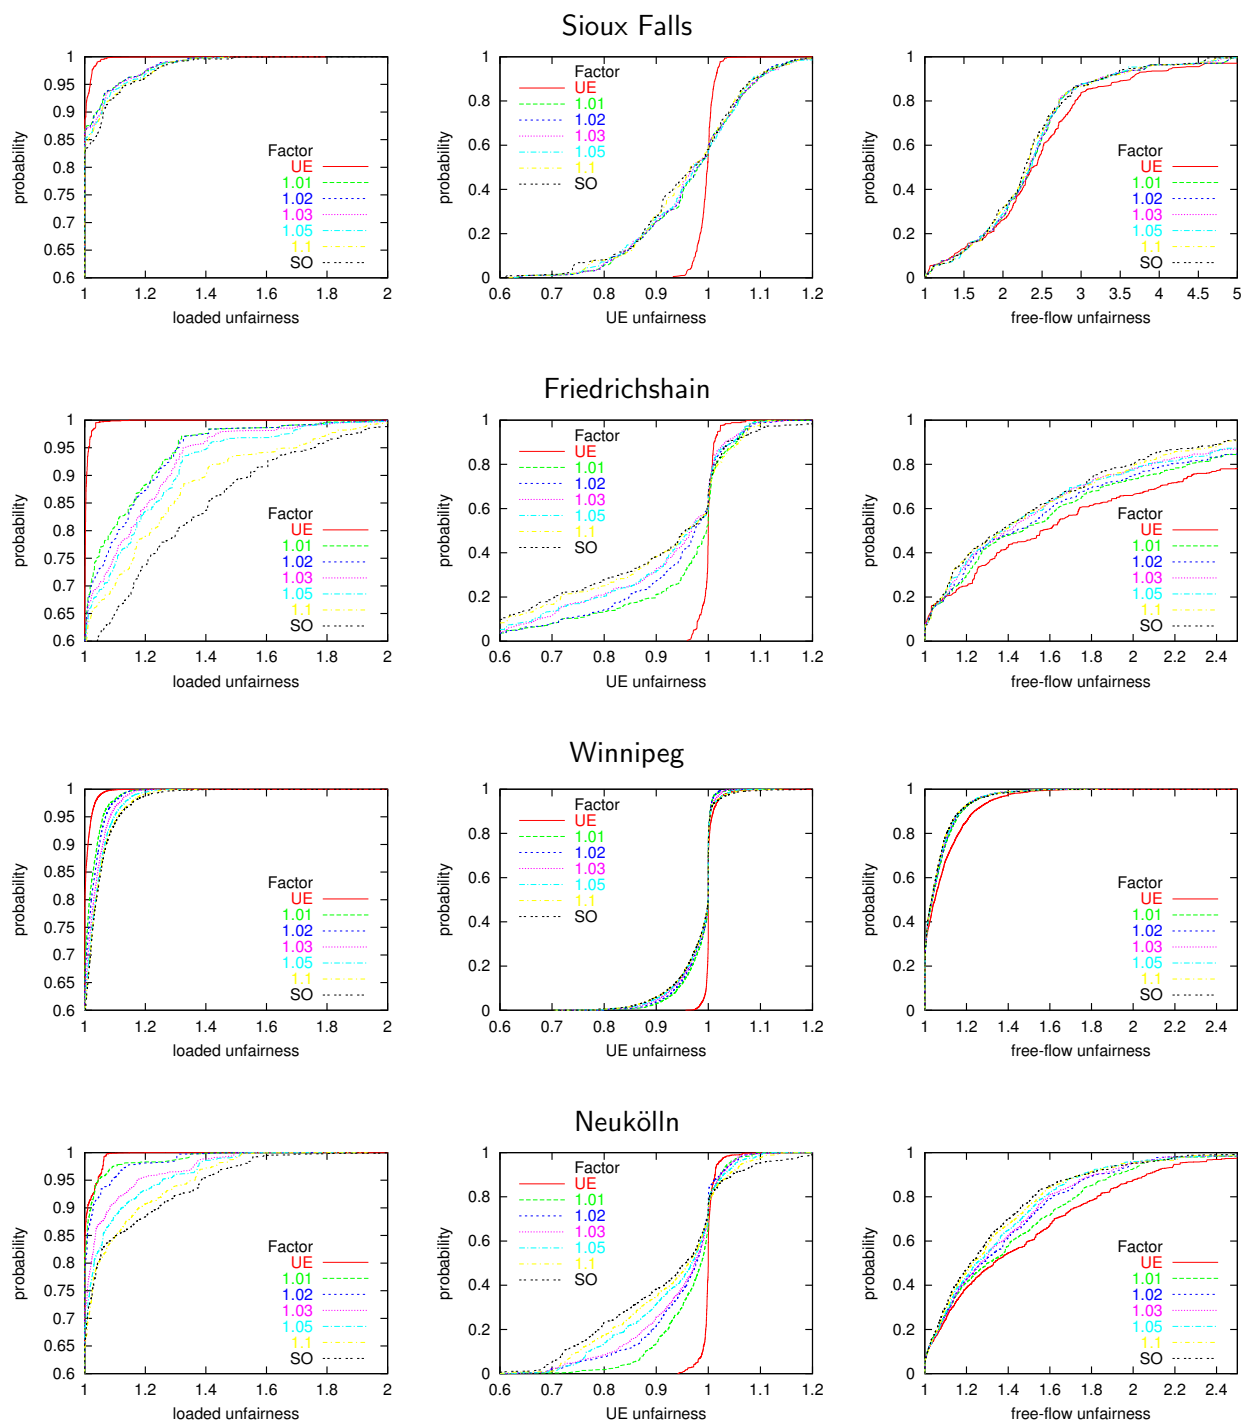 Sioux Falls
1
0.95
0.9
0.85
0.8
0.75
0.7
0.65
0.6
probability
Factor
UE
1.01
1.02
1.03
1.05
1.1
SO
1 1.2 1.4 1.6 1.8 2
loaded unfairness
1
0.8
0.6
0.4
0.2
0
probability
Factor
UE
1.01
1.02
1.03
1.05
1.1
SO
0.6 0.7 0.8 0.9 1 1.1 1.2
UE unfairness
1
0.8
0.6
0.4
0.2
0
probability
Factor
UE
1.01
1.02
1.03
1.05
1.1
SO
1 1.5 2 2.5 3 3.5 4 4.5 5
free-flow unfairness
Friedrichshain
1
0.95
0.9
0.85
0.8
0.75
0.7
0.65
0.6
probability
Factor
UE
1.01
1.02
1.03
1.05
1.1
SO
1 1.2 1.4 1.6 1.8 2
loaded unfairness
1
0.8
0.6
0.4
0.2
0
probability
Factor
UE
1.01
1.02
1.03
1.05
1.1
SO
0.6 0.7 0.8 0.9 1 1.1 1.2
UE unfairness
1
0.8
0.6
0.4
0.2
0
probability
Factor
UE
1.01
1.02
1.03
1.05
1.1
SO
1 1.2 1.4 1.6 1.8 2 2.2 2.4
free-flow unfairness
Winnipeg
1
0.95
0.9
0.85
0.8
0.75
0.7
0.65
0.6
probability
Factor
UE
1.01
1.02
1.03
1.05
1.1
SO
1 1.2 1.4 1.6 1.8 2
loaded unfairness
1
0.8
0.6
0.4
0.2
0
probability
Factor
UE
1.01
1.02
1.03
1.05
1.1
SO
0.6 0.7 0.8 0.9 1 1.1 1.2
UE unfairness
1
0.8
0.6
0.4
0.2
0
probability
Factor
UE
1.01
1.02
1.03
1.05
1.1
SO
1 1.2 1.4 1.6 1.8 2 2.2 2.4
free-flow unfairness
Neukölln
1
0.95
0.9
0.85
0.8
0.75
0.7
0.65
0.6
probability
Factor
UE
1.01
1.02
1.03
1.05
1.1
SO
1 1.2 1.4 1.6 1.8 2
loaded unfairness
1
0.8
0.6
0.4
0.2
0
probability
Factor
UE
1.01
1.02
1.03
1.05
1.1
SO
0.6 0.7 0.8 0.9 1 1.1 1.2
UE unfairness
1
0.8
0.6
0.4
0.2
0
probability
Factor
UE
1.01
1.02
1.03
1.05
1.1
SO
1 1.2 1.4 1.6 1.8 2 2.2 2.4
free-flow unfairness